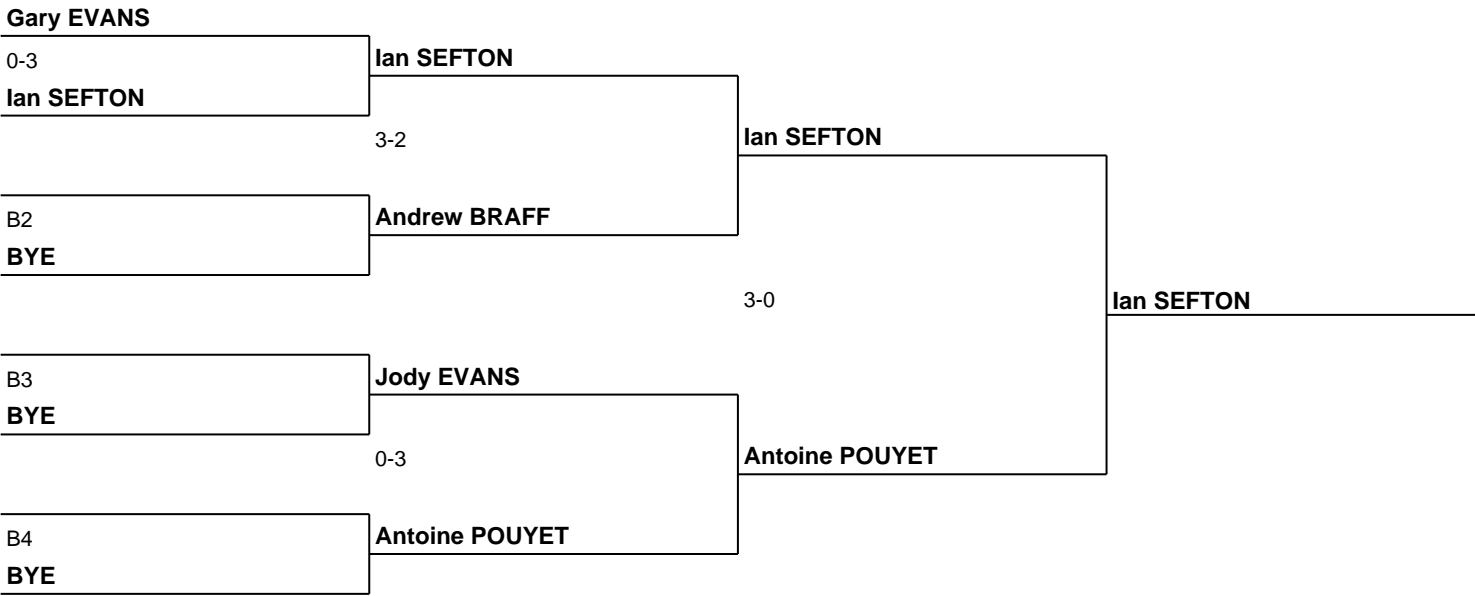 Gary EVANS
0-3
Ian SEFTON
Ian SEFTON
3-2
Ian SEFTON
B2
Andrew BRAFF
BYE
3-0
Ian SEFTON
B3
Jody EVANS
BYE
0-3
Antoine POUYET
B4
Antoine POUYET
BYE